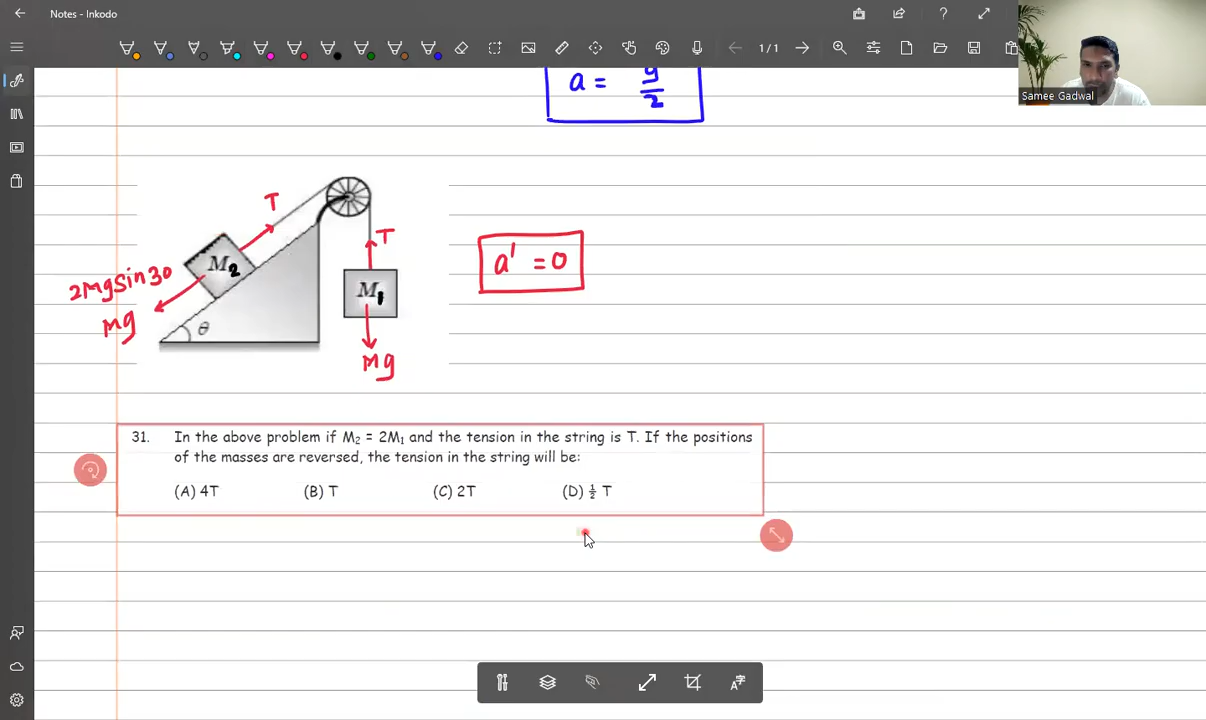 Notes - Inkodo
1/1
Samee Gadwal
a = g/2
T
T
M2
2Mgsin30
Mg
θ
M1
Mg
a' = 0
31. In the above problem if M₂ = 2M₁ and the tension in the string is T. If the positions
of the masses are reversed, the tension in the string will be:
(A) 4T (B) T (C) 2T (D) ½ T